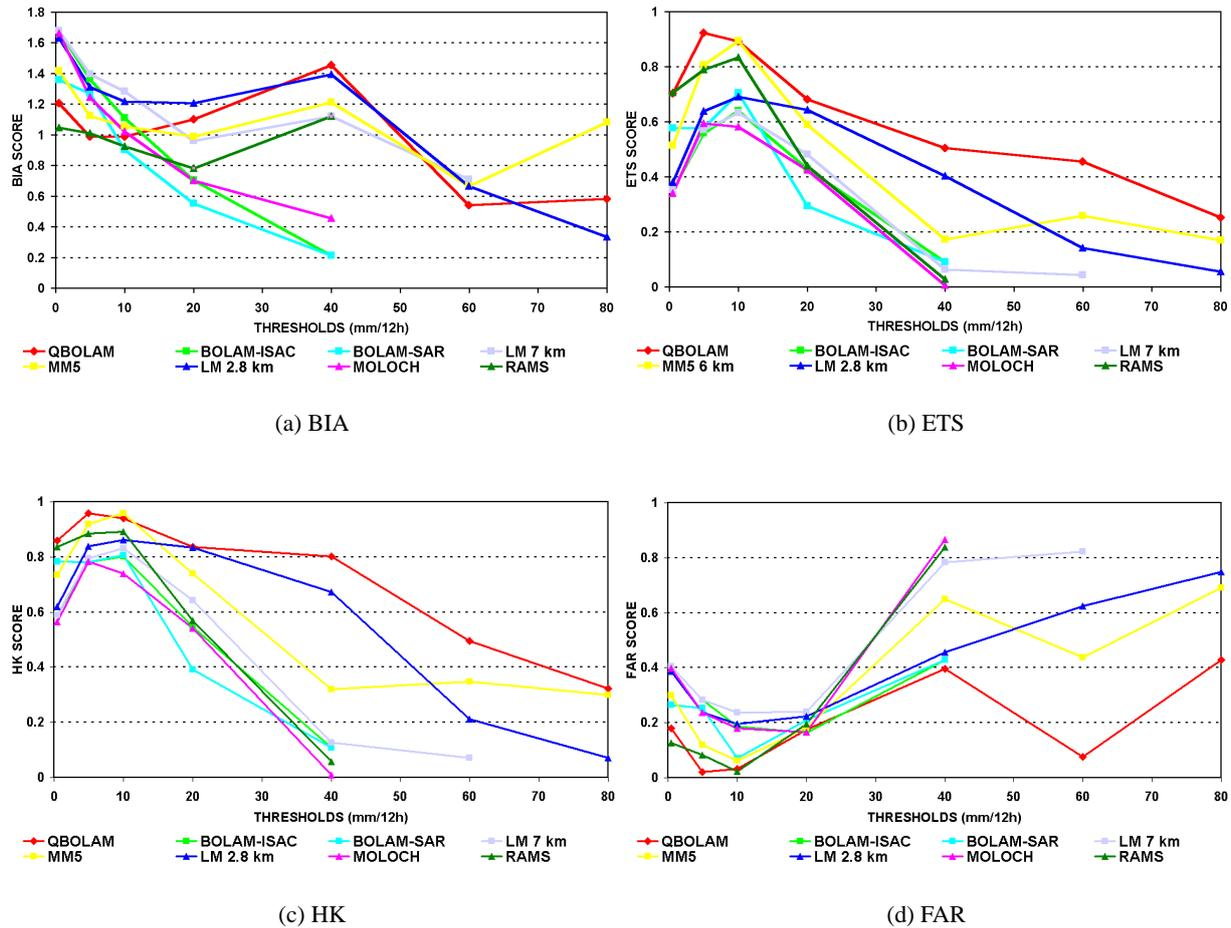 1.8
1.6
1.4
1.2
1
0.8
0.6
0.4
0.2
0
BIA SCORE
0 10 20 30 40 50 60 70 80
THRESHOLDS (mm/12h)
QBOLAM BOLAM-ISAC BOLAM-SAR LM 7 km
MM5 LM 2.8 km MOLOCH RAMS
(a) BIA
1
0.8
0.6
0.4
0.2
0
ETS SCORE
0 10 20 30 40 50 60 70 80
THRESHOLDS (mm/12h)
QBOLAM BOLAM-ISAC BOLAM-SAR LM 7 km
MM5 6 km LM 2.8 km MOLOCH RAMS
(b) ETS
1
0.8
0.6
0.4
0.2
0
HK SCORE
0 10 20 30 40 50 60 70 80
THRESHOLDS (mm/12h)
QBOLAM BOLAM-ISAC BOLAM-SAR LM 7 km
MM5 LM 2.8 km MOLOCH RAMS
(c) HK
1
0.8
0.6
0.4
0.2
0
FAR SCORE
0 10 20 30 40 50 60 70 80
THRESHOLDS (mm/12h)
QBOLAM BOLAM-ISAC BOLAM-SAR LM 7 km
MM5 LM 2.8 km MOLOCH RAMS
(d) FAR